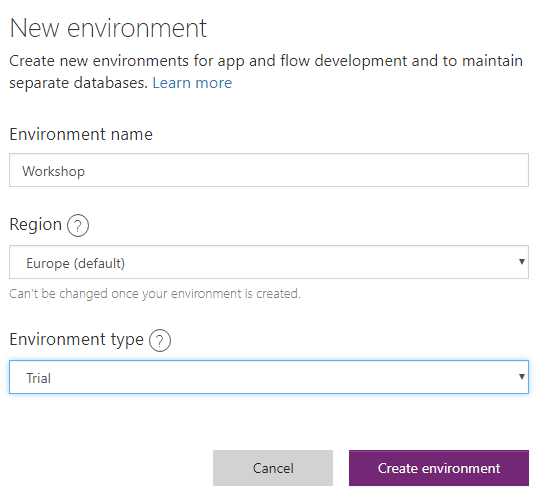 New environment
Create new environments for app and flow development and to maintain
separate databases. Learn more
Environment name
Workshop
Region ?
Europe (default)
Can't be changed once your environment is created.
Environment type ?
Trial
Cancel Create environment